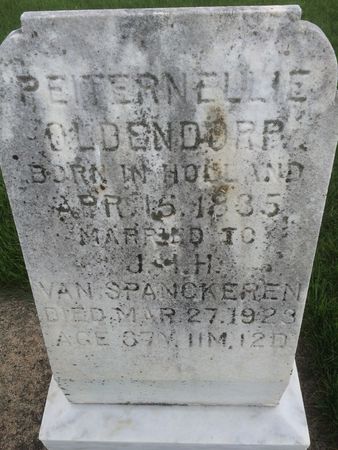 PEITERNELLIE
OLDENDORP
BORN IN HOLLAND
APR. 15. 1835
MARRIED TO
VAN SPANCKEREN
DIED MAR. 27. 1923
AGE 87Y. 11M. 12D